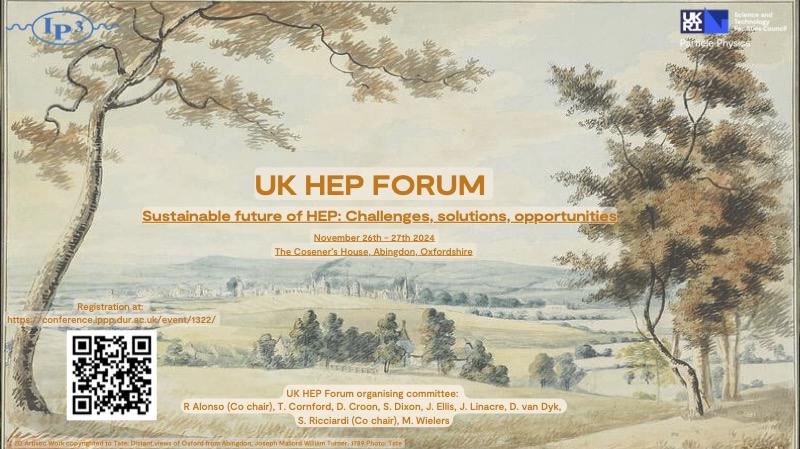 IP3
UKRI
Science and
Technology
Facilities Council
Particle Physics
UK HEP FORUM
Sustainable future of HEP: Challenges, solutions, opportunities
November 26th - 27th 2024
The Cosener's House, Abingdon, Oxfordshire
Registration at:
https://conference.ippp.dur.ac.uk/event/1322/
UK HEP Forum organising committee:
R Alonso (Co chair), T. Cornford, D. Croon, S. Dixon, J. Ellis, J. Linacre, D. van Dyk,
S. Ricciardi (Co chair), M. Wielers
2D Artistic Work copyrighted to Tate: Distant views of Oxford from Abingdon, Joseph Mallord William Turner. 1789.Photo: Tate